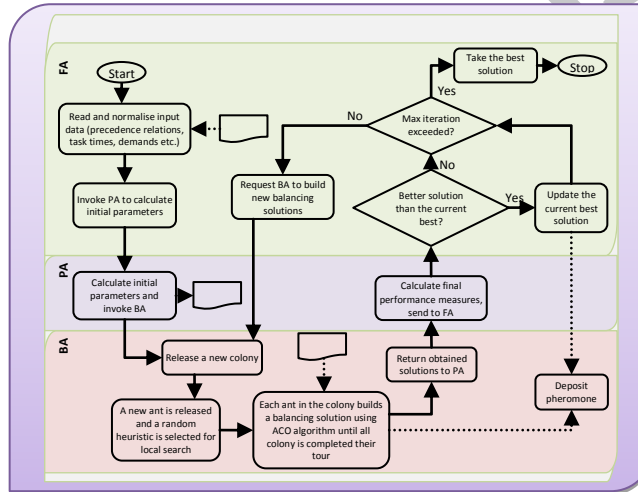 FA
Start
Read and normalise input
data (precedence relations,
task times, demands etc.)
Invoke PA to calculate
initial parameters
Request BA to build
new balancing
solutions
No
Max iteration
exceeded?
Yes
Take the best
solution
Stop
No
Better solution
than the current
best?
Yes
Update the
current best
solution
PA
Calculate initial
parameters and
invoke BA
Calculate final
performance measures,
send to FA
BA
Release a new colony
Return obtained
solutions to PA
A new ant is released and
and a random
heuristic is selected for
local search
Each ant in the colony builds
a balancing solution using
ACO algorithm until all
colony is completed their
tour
Deposit
pheromone